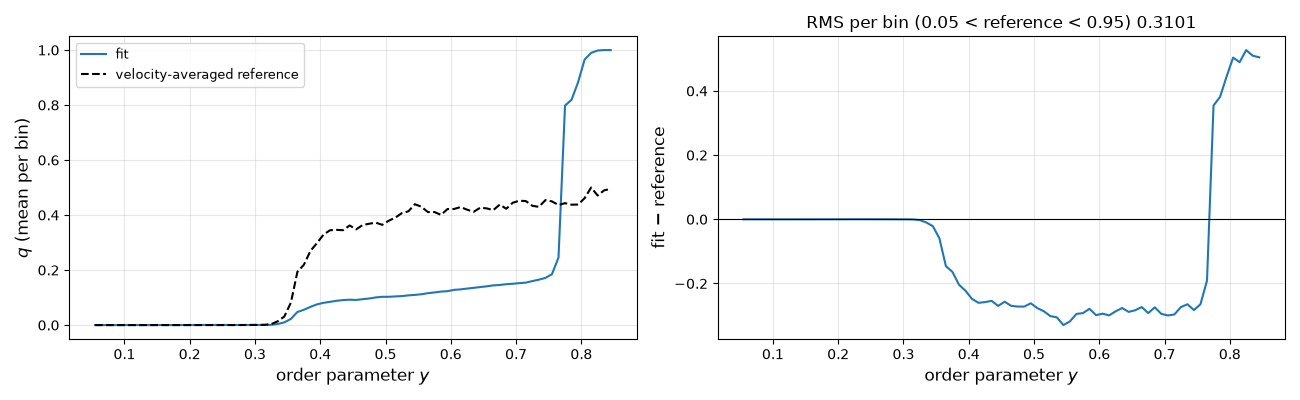 fit
velocity-averaged reference
q (mean per bin)
1.0
0.8
0.6
0.4
0.2
0.0
0.1 0.2 0.3 0.4 0.5 0.6 0.7 0.8
order parameter y
RMS per bin (0.05 < reference < 0.95) 0.3101
fit − reference
0.4
0.2
0.0
−0.2
0.1 0.2 0.3 0.4 0.5 0.6 0.7 0.8
order parameter y